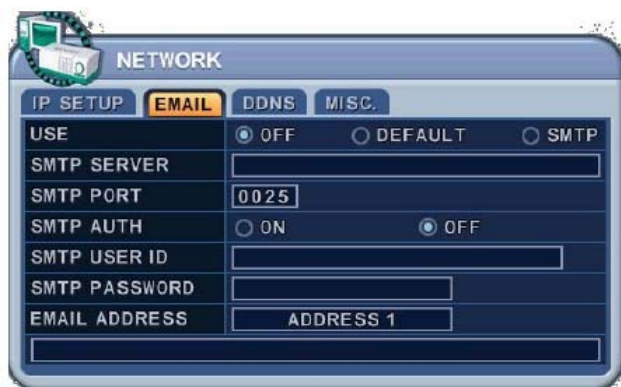 NETWORK
IP SETUP EMAIL DDNS MISC.
USE OFF DEFAULT SMTP
SMTP SERVER
SMTP PORT 0025
SMTP AUTH ON OFF
SMTP USER ID
SMTP PASSWORD
EMAIL ADDRESS ADDRESS 1